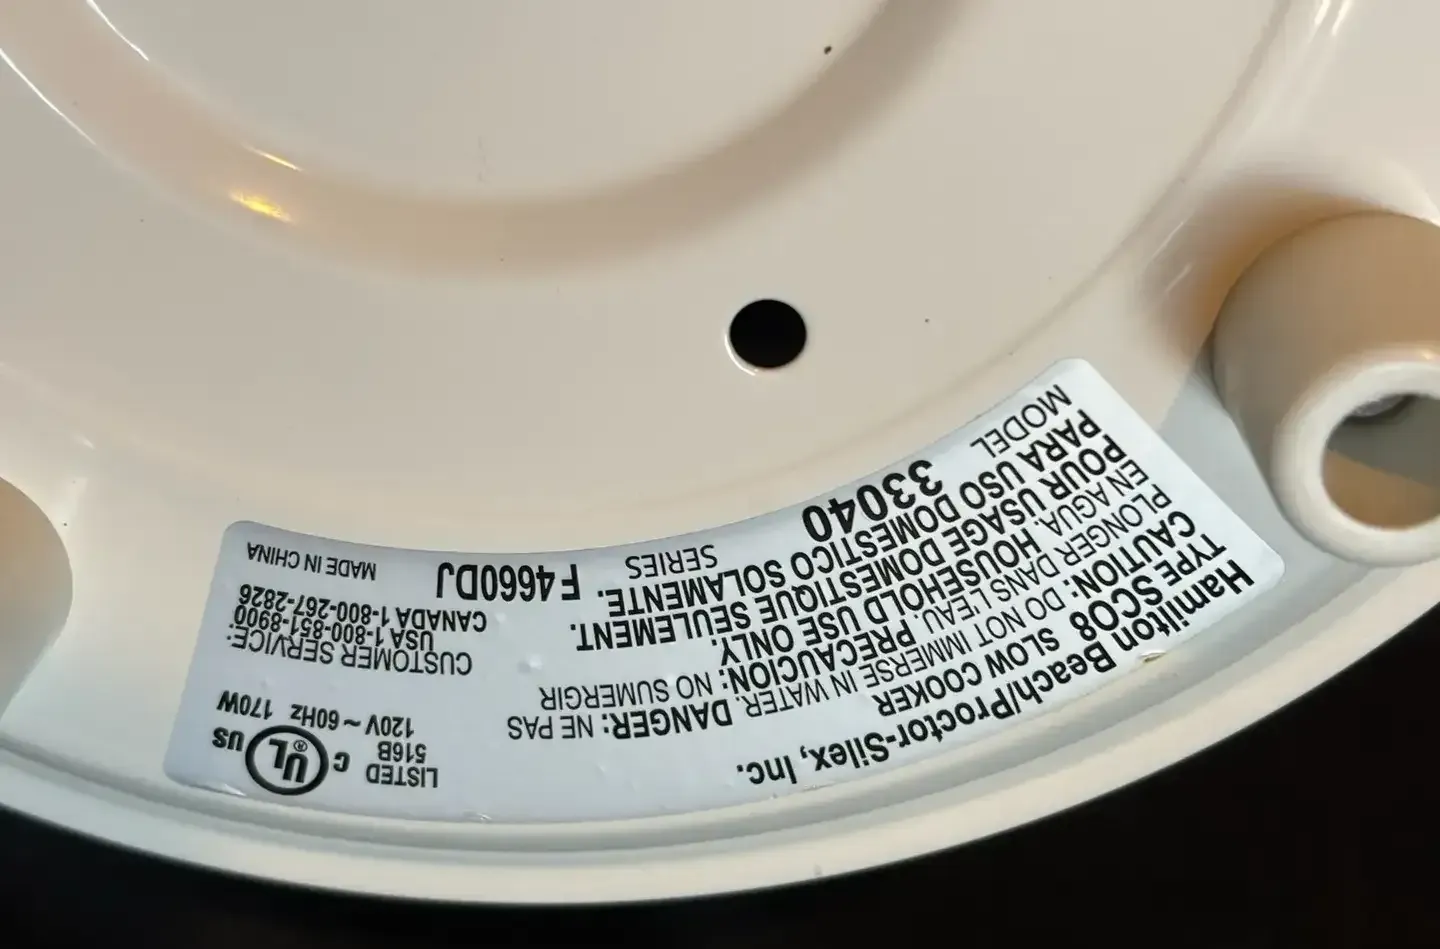 Hamilton Beach/Proctor-Silex, Inc.
TYPE SC08 SLOW COOKER
CAUTION: DO NOT IMMERSE IN WATER. DANGER: NE PAS
PLONGER DANS L'EAU. PRECAUCION: NO SUMERGIR
EN AGUA. HOUSEHOLD USE ONLY.
POUR USAGE DOMESTIQUE SEULEMENT.
PARA USO DOMESTICO SOLAMENTE.
MODEL 33040 SERIES F4660DJ MADE IN CHINA
LISTED
516B
C UL ® US
120V ~ 60Hz 170W
CUSTOMER SERVICE:
USA 1-800-851-8900
CANADA 1-800-267-2826